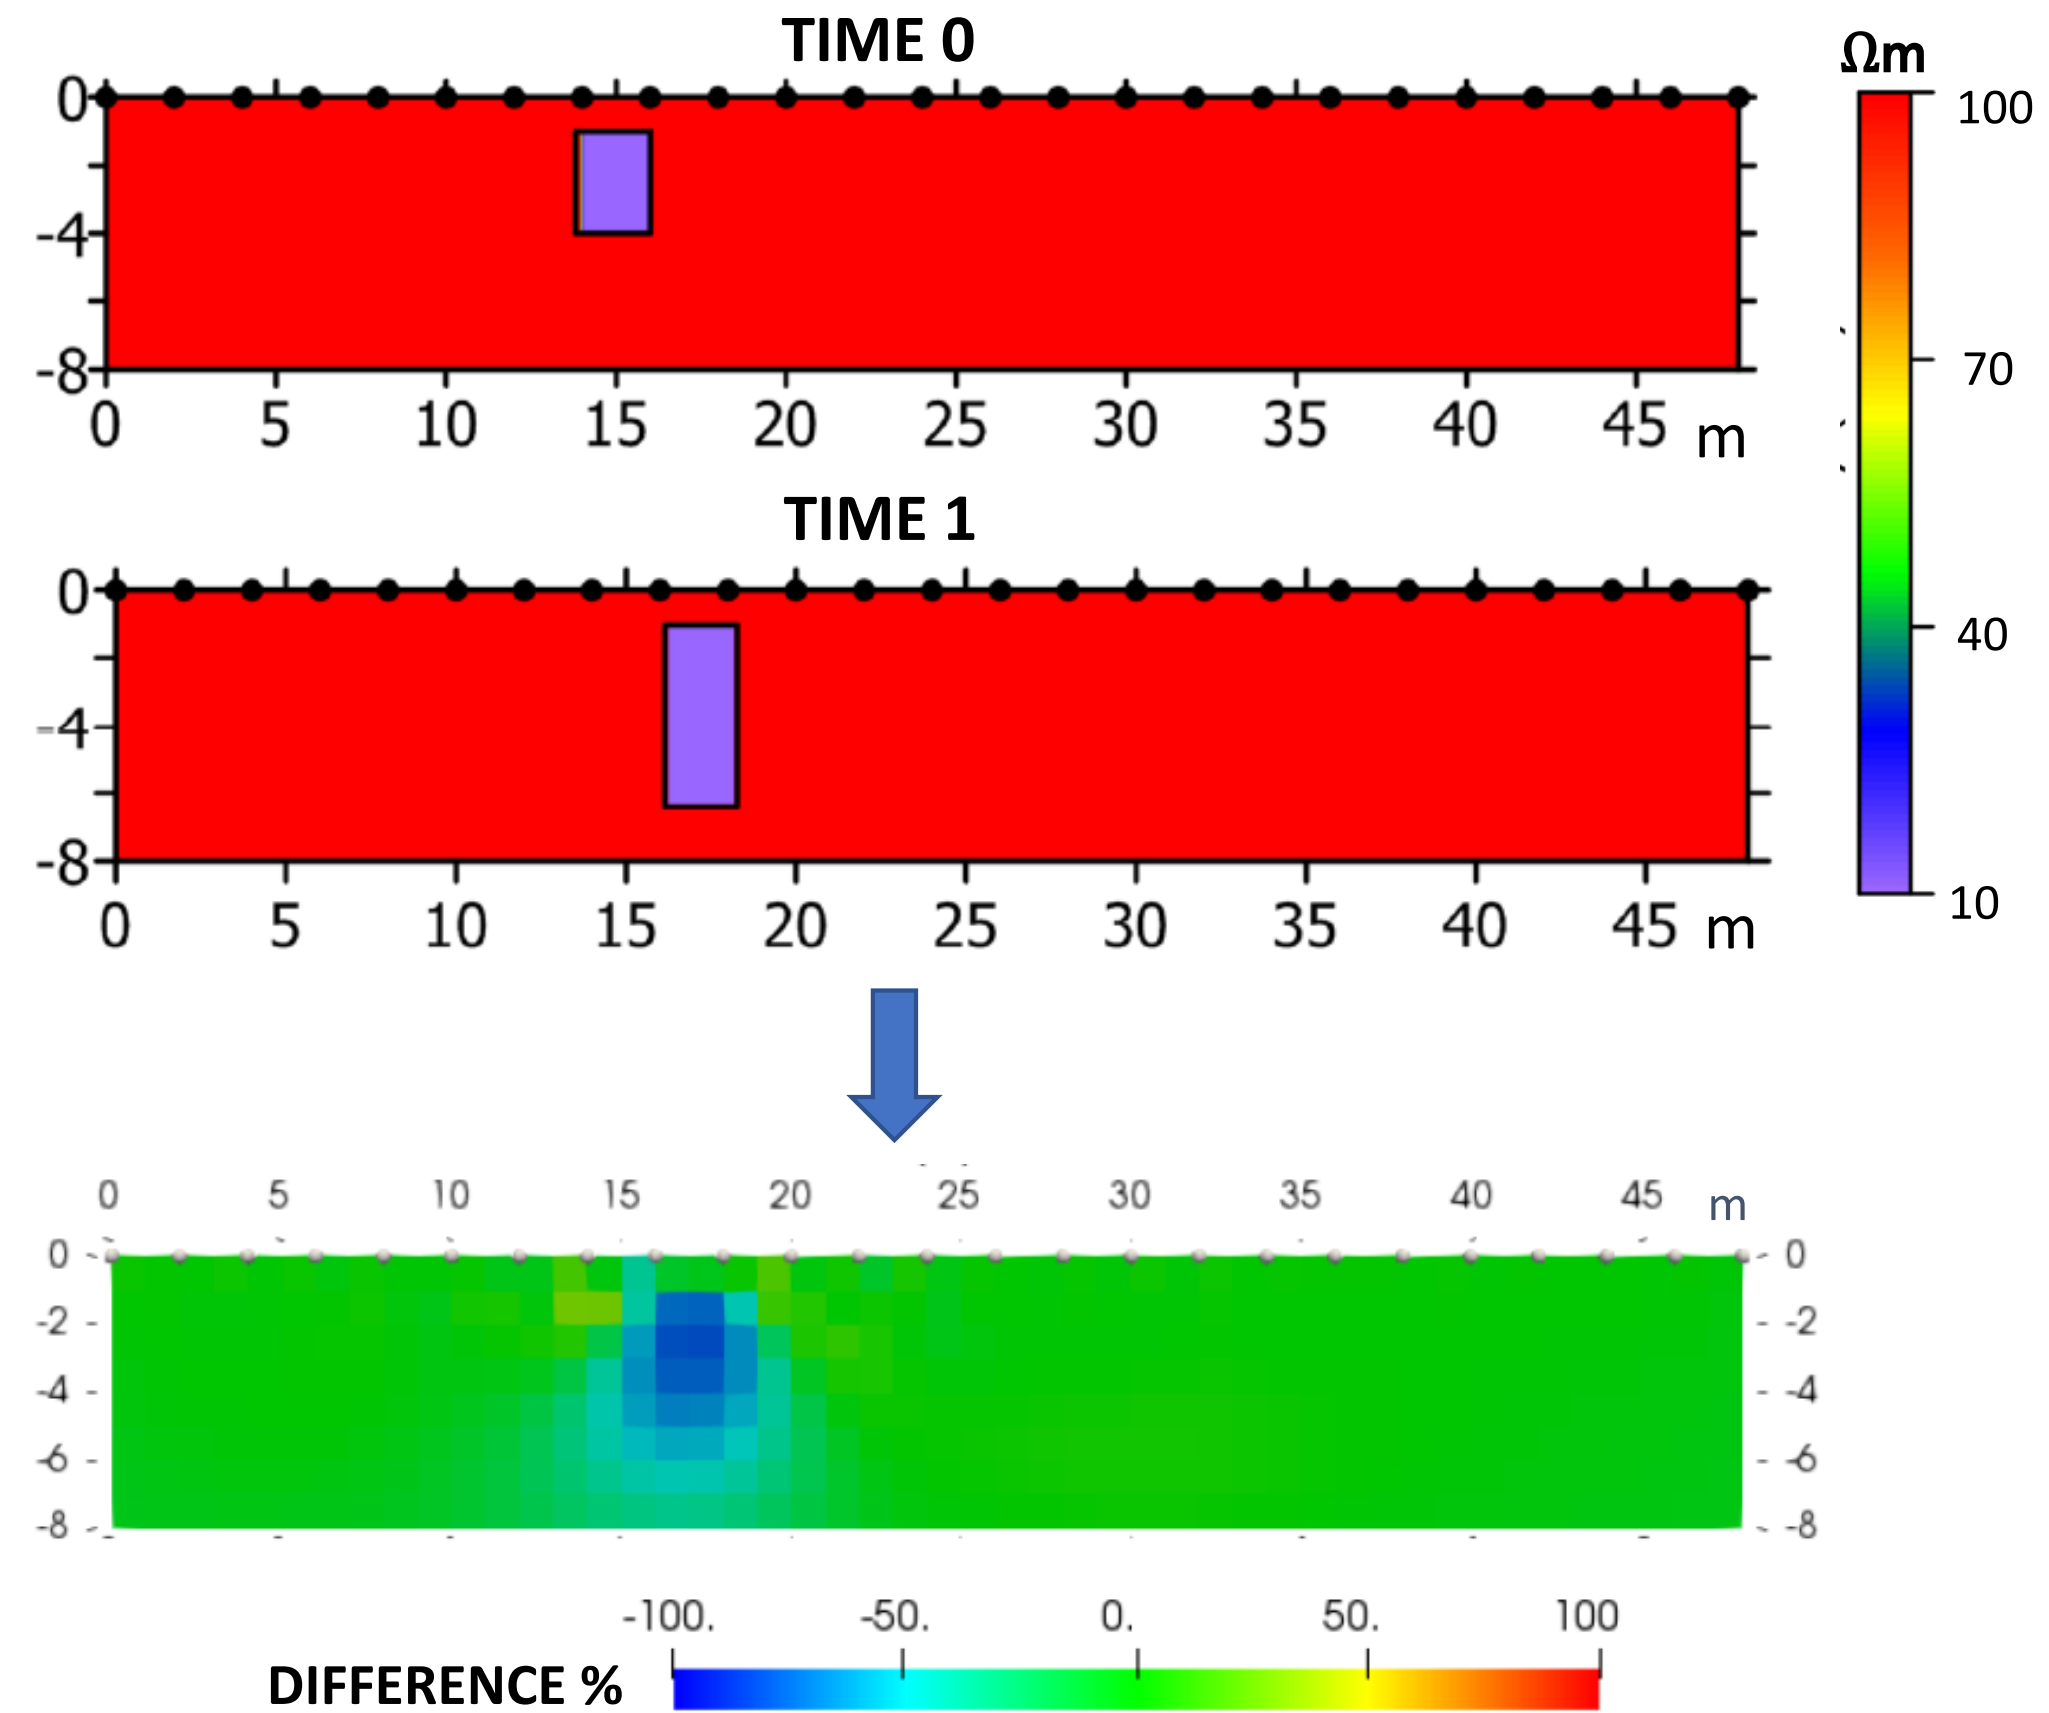 TIME 0
Ωm
0
-4
-8
0 5 10 15 20 25 30 35 40 45 m
100
70
40
10
TIME 1
0
-4
-8
0 5 10 15 20 25 30 35 40 45 m
0 5 10 15 20 25 30 35 40 45 m
0 0
-2 -2
-4 -4
-6 -6
-8 -8
-100. -50. 0. 50. 100
DIFFERENCE %